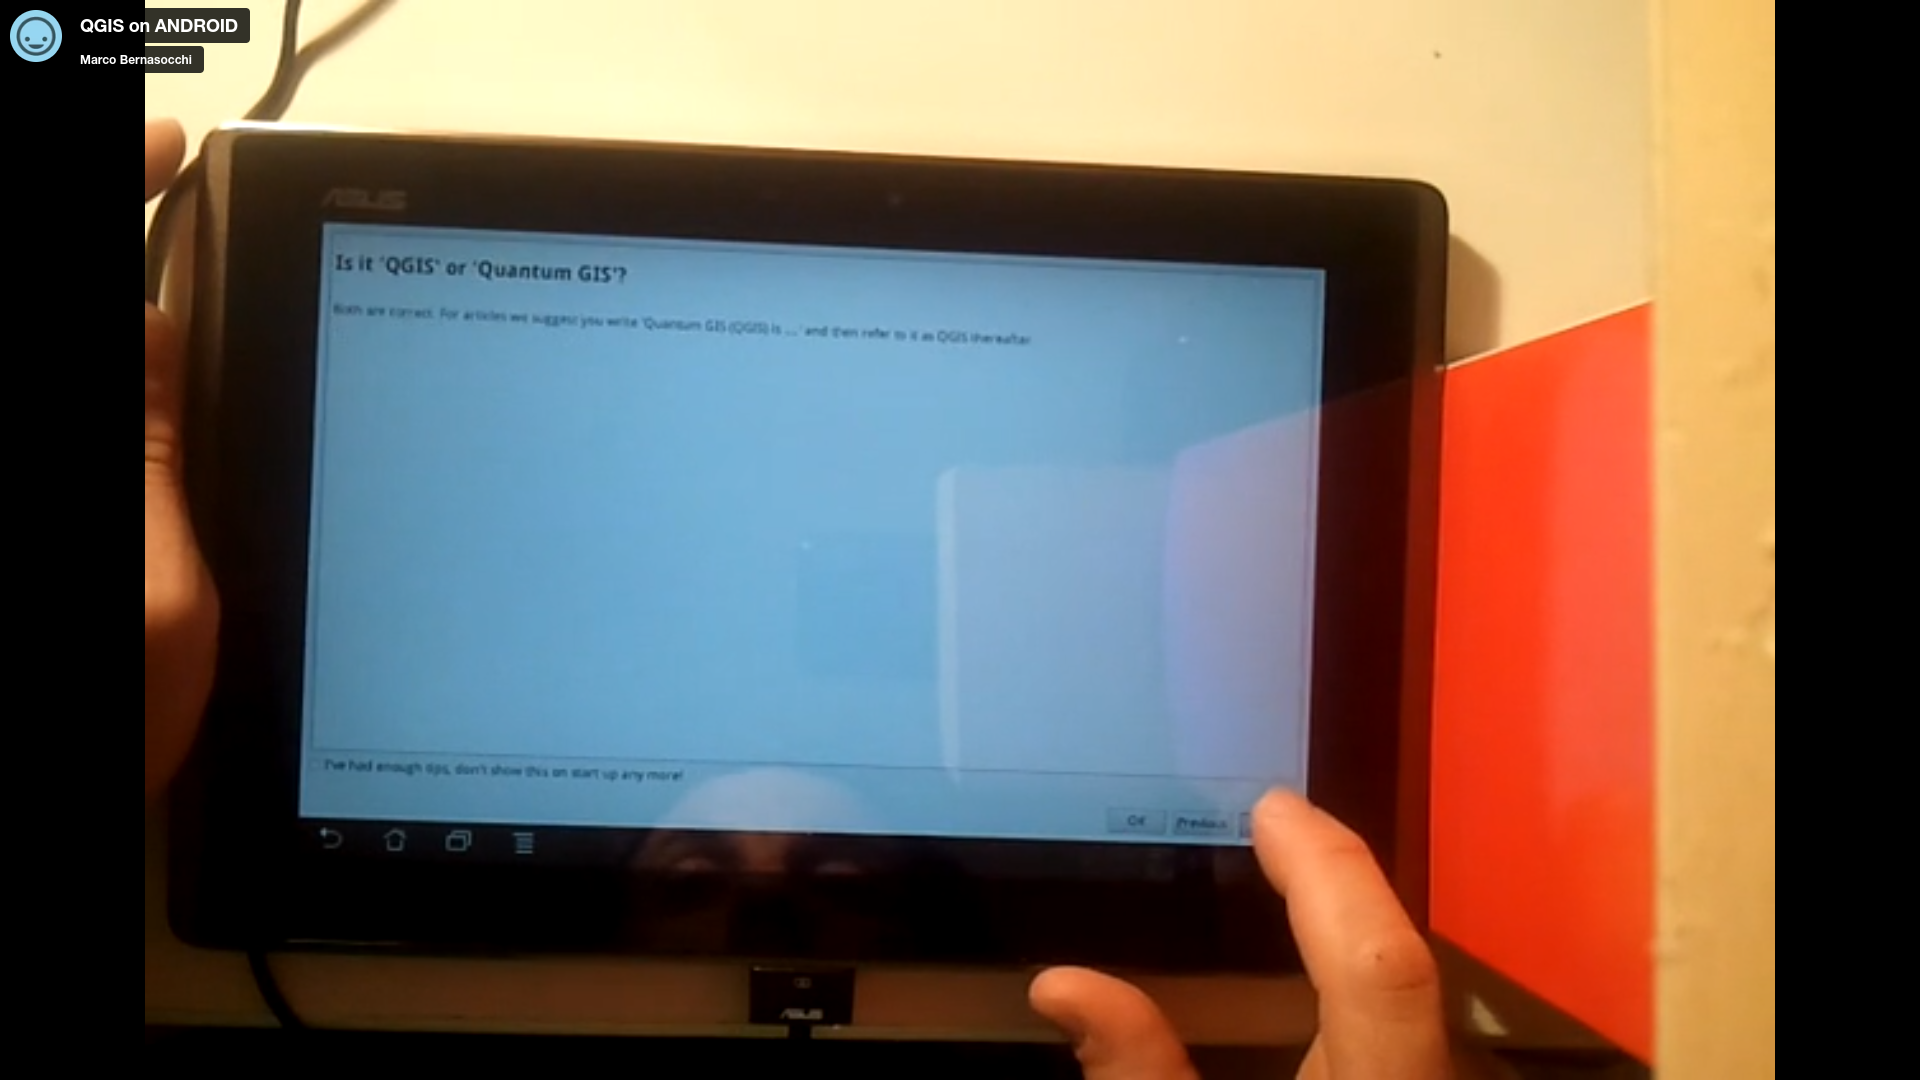 QGIS on ANDROID
Marco Bernasocchi
ASUS
Is it 'QGIS' or 'Quantum GIS'?
Both are correct. For articles we suggest you write 'Quantum GIS (QGIS) is ....' and then refer to it as QGIS thereafter.
I've had enough tips, don't show this on start up any more!
OK
Previous
ASUS